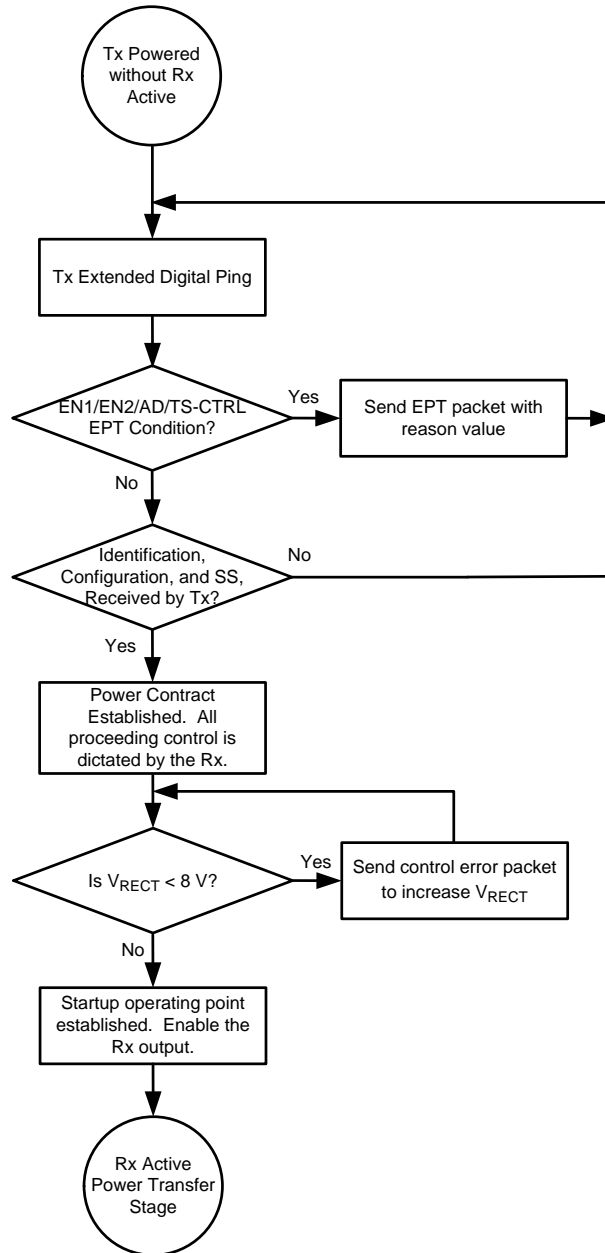 Tx Powered
without Rx
Active
Tx Extended Digital Ping
EN1/EN2/AD/TS-CTRL
EPT Condition?
Yes
Send EPT packet with
reason value
No
Identification,
Configuration, and SS,
Received by Tx?
No
Yes
Power Contract
Established. All
proceeding control is
dictated by the Rx.
Is VRECT < 8 V?
Yes
Send control error packet
to increase VRECT
No
Startup operating point
established. Enable the
Rx output.
Rx Active
Power Transfer
Stage